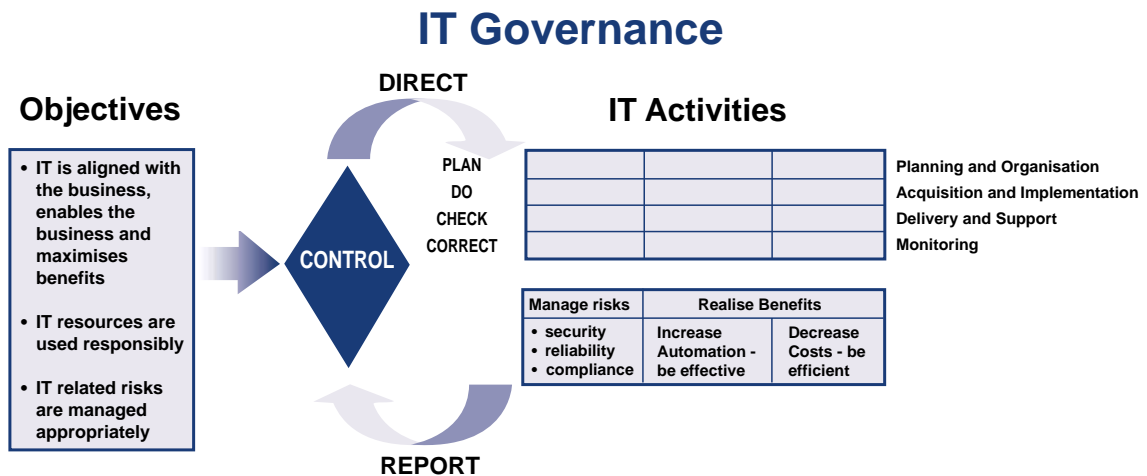 IT Governance
DIRECT
Objectives
IT Activities
• IT is aligned with
the business,
enables the
business and
maximises
benefits
• IT resources are
used responsibly
• IT related risks
are managed
appropriately
CONTROL
PLAN
DO
CHECK
CORRECT
Planning and Organisation
Acquisition and Implementation
Delivery and Support
Monitoring
Manage risks
• security
• reliability
• compliance
Realise Benefits
Increase
Automation -
be effective
Decrease
Costs - be
efficient
REPORT